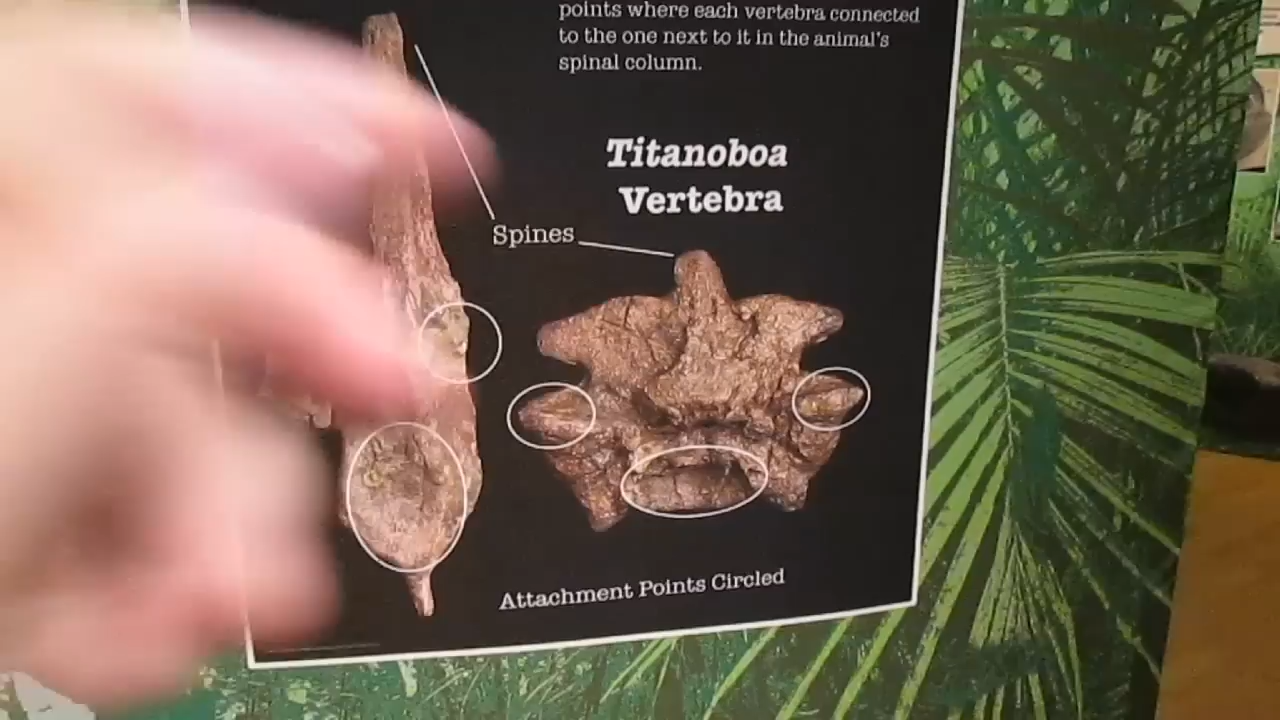 points where each vertebra connected
to the one next to it in the animal's
spinal column.
Titanoboa
Vertebra
Spines
Attachment Points Circled